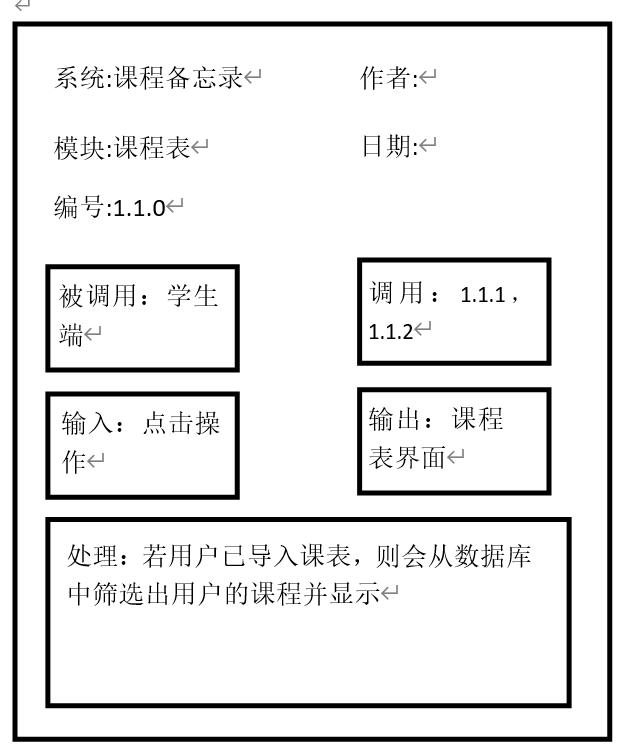 系统:课程备忘录
作者:
模块:课程表
日期:
编号:1.1.0
被调用：学生
端
调用：1.1.1，
1.1.2
输入：点击操
作
输出：课程
表界面
处理：若用户已导入课表，则会从数据库
中筛选出用户的课程并显示